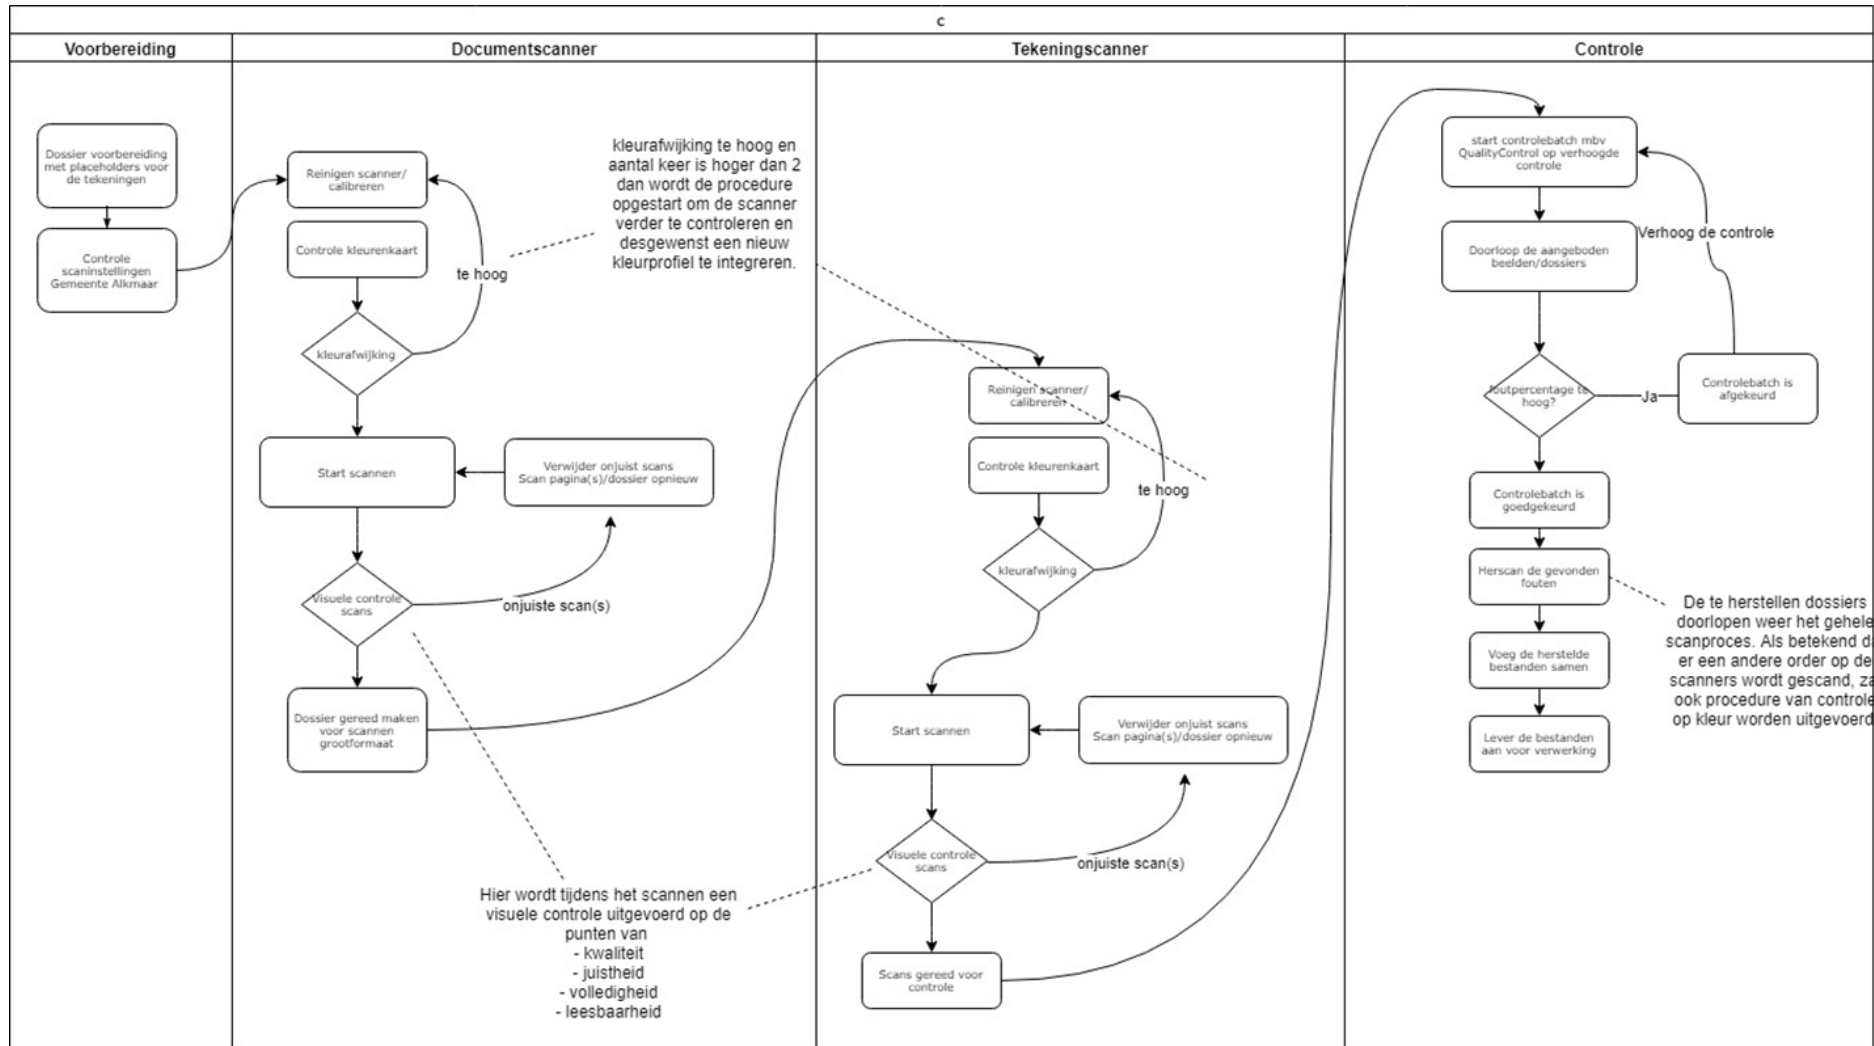 c
Voorbereiding
Documentscanner
Tekeningscanner
Controle
Dossier voorbereiding
met placeholders voor
de tekeningen
Controle
scaninstellingen
Gemeente Alkmaar
Reinigen scanner/
calibreren
Controle kleurenkaart
te hoog
kleurafwijking
kleurafwijking te hoog en
aantal keer is hoger dan 2
dan wordt de procedure
opgestart om de scanner
verder te controleren en
desgewenst een nieuw
kleurprofiel te integreren.
Start scannen
Verwijder onjuist scans
Scan pagina(s)/dossier opnieuw
Visuele controle
scans
onjuiste scan(s)
Dossier gereed maken
voor scannen
grootformaat
Hier wordt tijdens het scannen een
visuele controle uitgevoerd op de
punten van
- kwaliteit
- juistheid
- volledigheid
- leesbaarheid
Reinigen scanner/
calibreren
Controle kleurenkaart
te hoog
kleurafwijking
Start scannen
Verwijder onjuist scans
Scan pagina(s)/dossier opnieuw
Visuele controle
scans
onjuiste scan(s)
Scans gereed voor
controle
start controlebatch mbv
QualityControl op verhoogde
controle
Doorloop de aangeboden
beelden/dossiers
Verhoog de controle
foutpercentage te
hoog?
Ja
Controlebatch is
afgekeurd
Controlebatch is
goedgekeurd
Herscan de gevonden
fouten
De te herstellen dossiers
doorlopen weer het gehele
scanproces. Als betekend da
er een andere order op de
scanners wordt gescand, za
ook procedure van controle
op kleur worden uitgevoerd
Voeg de herstelde
bestanden samen
Lever de bestanden
aan voor verwerking